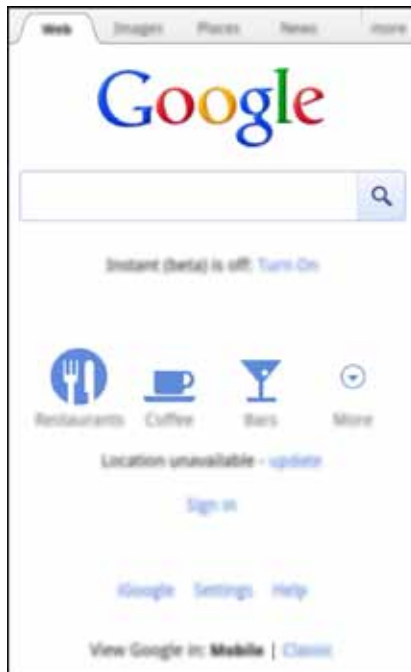 Web Images Places News more
Google
Instant (beta) is off: Turn On
Restaurants Coffee Bars More
Location unavailable - update
Sign in
iGoogle Settings Help
View Google in: Mobile | Classic